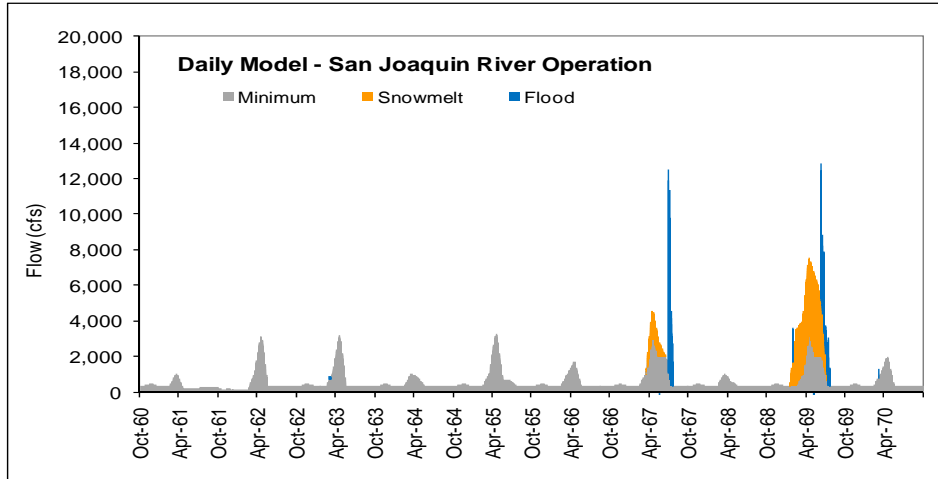 Daily Model - San Joaquin River Operation
Minimum Snowmelt Flood
Flow (cfs)
20,000
18,000
16,000
14,000
12,000
10,000
8,000
6,000
4,000
2,000
0
Oct-60
Apr-61
Oct-61
Apr-62
Oct-62
Apr-63
Oct-63
Apr-64
Oct-64
Apr-65
Oct-65
Apr-66
Oct-66
Apr-67
Oct-67
Apr-68
Oct-68
Apr-69
Oct-69
Apr-70